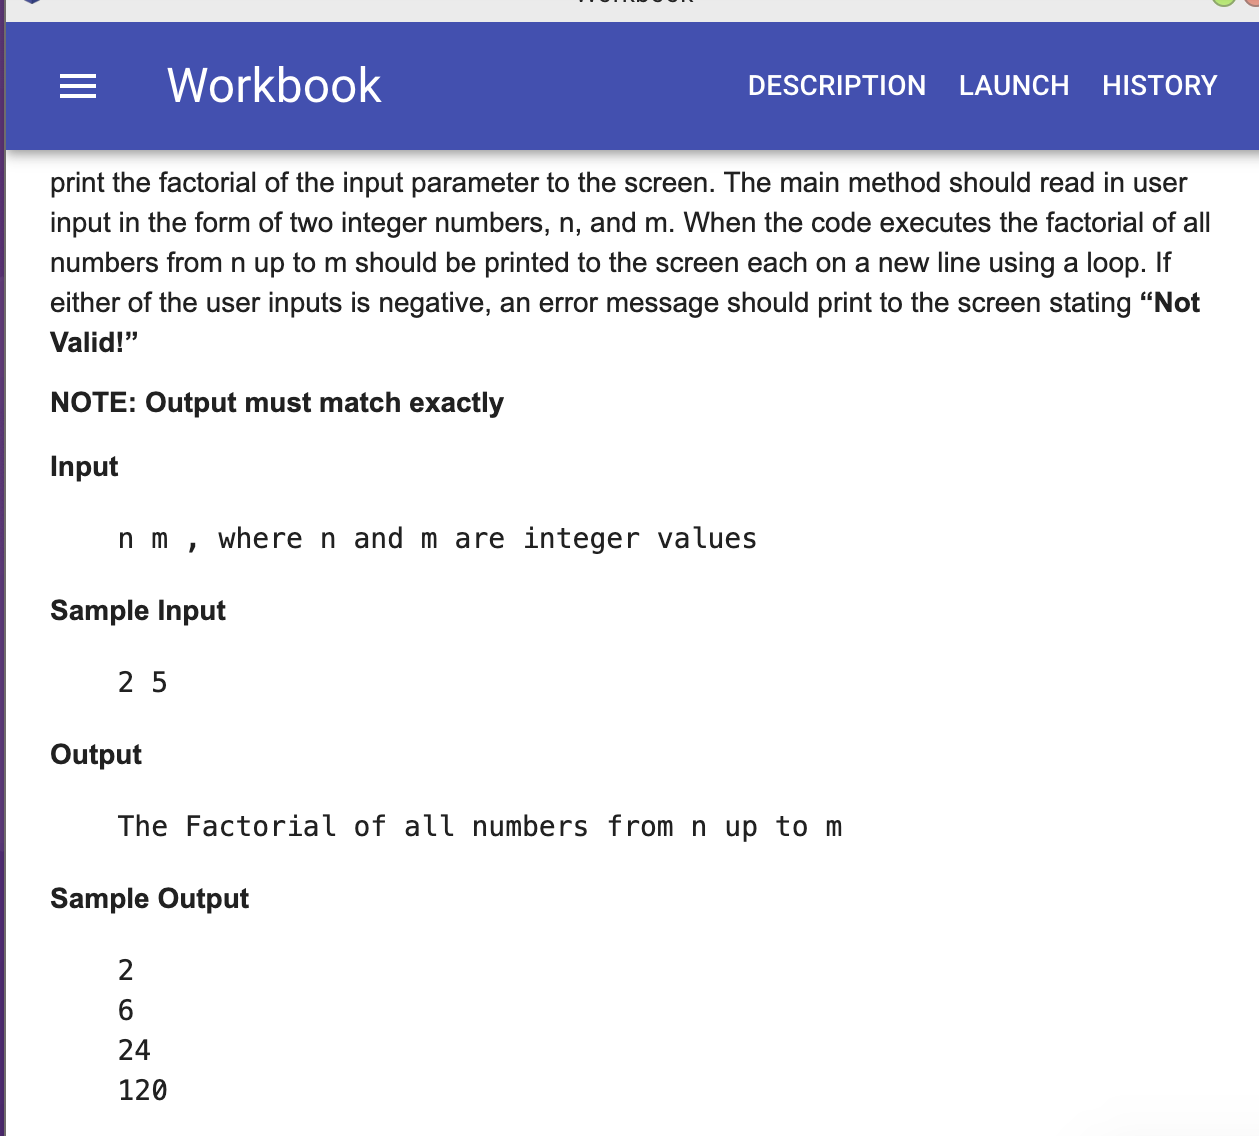 Workbook
DESCRIPTION LAUNCH HISTORY
print the factorial of the input parameter to the screen. The main method should read in user
input in the form of two integer numbers, n, and m. When the code executes the factorial of all
numbers from n up to m should be printed to the screen each on a new line using a loop. If
either of the user inputs is negative, an error message should print to the screen stating “Not
Valid!”
NOTE: Output must match exactly
Input
n m , where n and m are integer values
Sample Input
2 5
Output
The Factorial of all numbers from n up to m
Sample Output
2
6
24
120